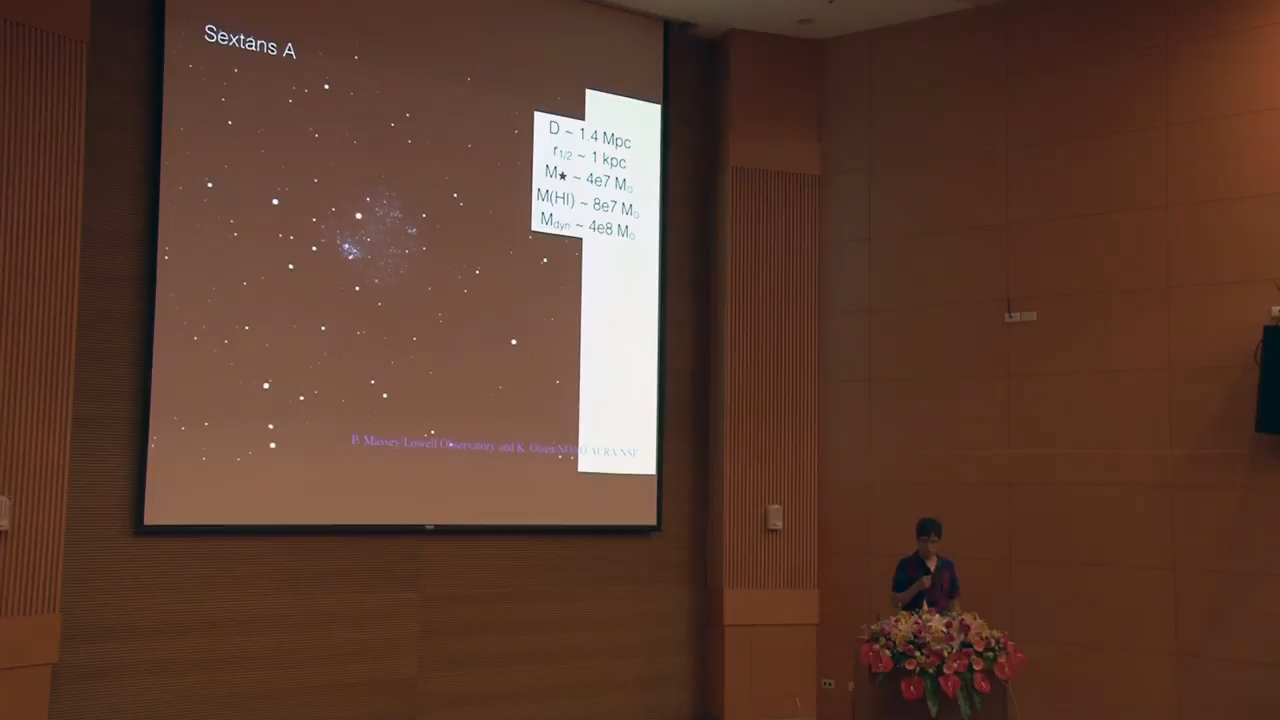 Sextans A
D ~ 1.4 Mpc
r1/2 ~ 1 kpc
M★ ~ 4e7 M☉
M(HI) ~ 8e7 M☉
Mdyn ~ 4e8 M☉
P. Massey Lowell Observatory and K. Olsen NOAO AURA NSF